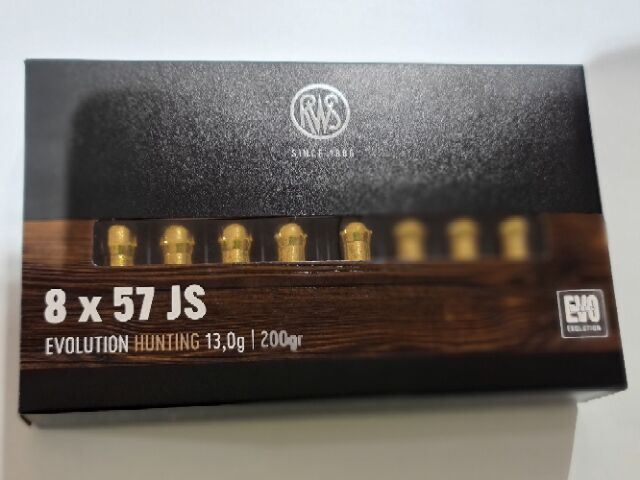 RWS
SINCE 1886
8 x 57 JS
EVOLUTION HUNTING 13,0g | 200gr
EVO
EVOLUTION